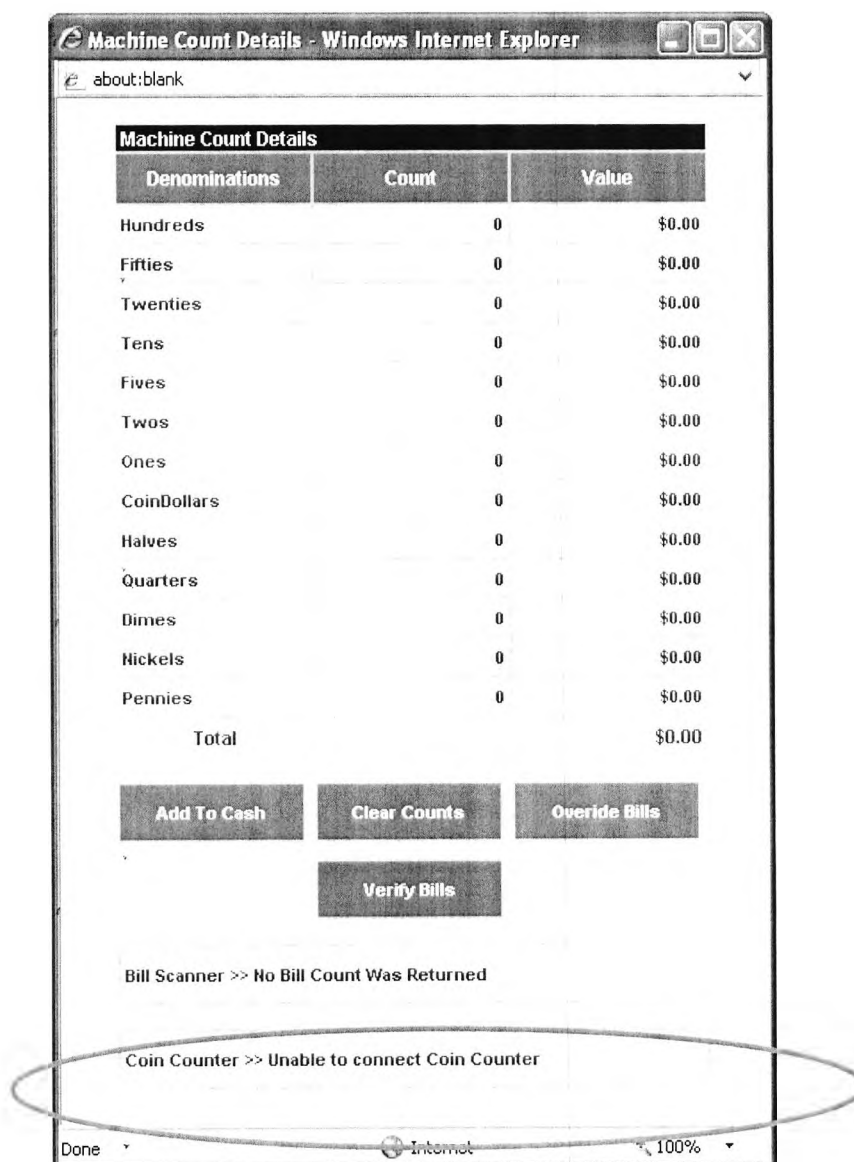 Machine Count Details - Windows Internet Explorer
about:blank
Machine Count Details
Denominations Count Value
Hundreds 0 $0.00
Fifties 0 $0.00
Twenties 0 $0.00
Tens 0 $0.00
Fives 0 $0.00
Twos 0 $0.00
Ones 0 $0.00
CoinDollars 0 $0.00
Halves 0 $0.00
Quarters 0 $0.00
Dimes 0 $0.00
Nickels 0 $0.00
Pennies 0 $0.00
Total $0.00
Add To Cash Clear Counts Overide Bills
Verify Bills
Bill Scanner >> No Bill Count Was Returned
Coin Counter >> Unable to connect Coin Counter
Done Internet 100%